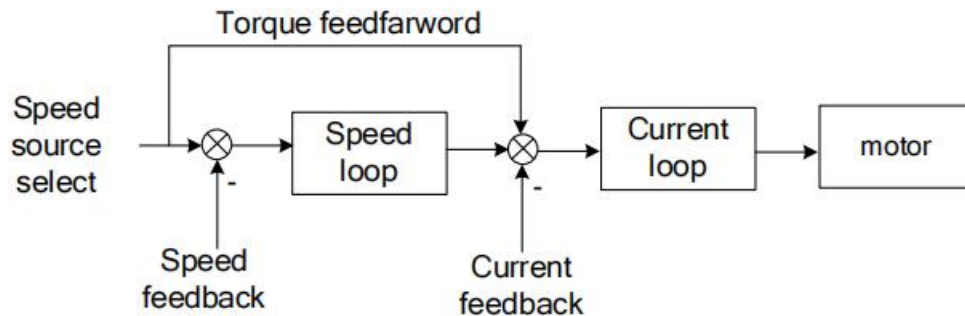 Torque feedfarword
Speed
source
select
Speed
loop
Current
loop
motor
-
-
Speed
feedback
Current
feedback